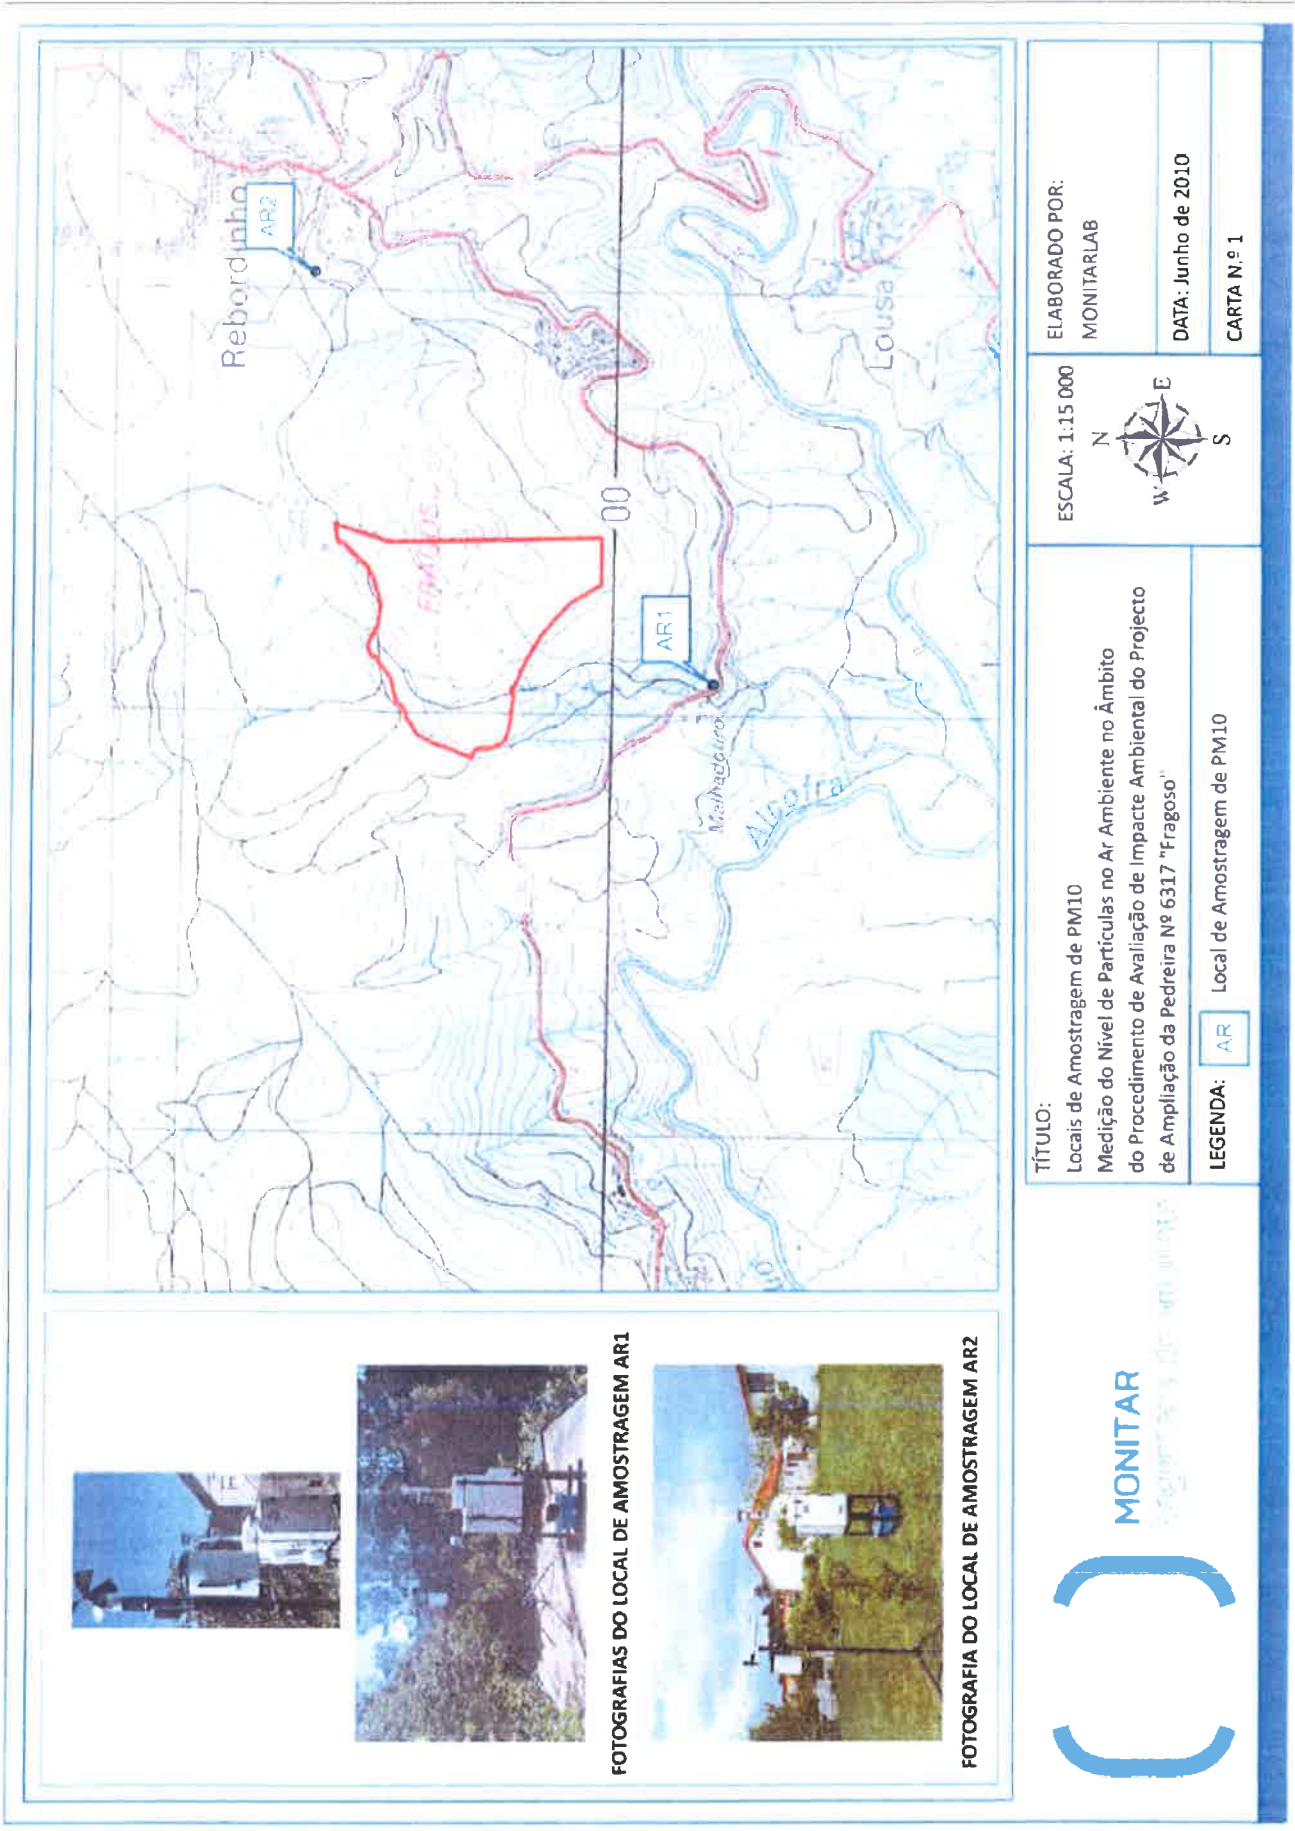 FOTOGRAFIAS DO LOCAL DE AMOSTRAGEM AR1
FOTOGRAFIA DO LOCAL DE AMOSTRAGEM AR2
Rebordinho
AR2
00
AR1
Malhadouro
Alcofra
Lousa
MONITAR
TÍTULO:
Locais de Amostragem de PM10
Medição do Nível de Partículas no Ar Ambiente no Âmbito
do Procedimento de Avaliação de Impacte Ambiental do Projecto
de Ampliação da Pedreira Nº 6317 "Fragoso"
LEGENDA: AR Local de Amostragem de PM10
ESCALA: 1:15 000
N
W E
S
ELABORADO POR:
MONITARLAB
DATA: Junho de 2010
CARTA N.º 1